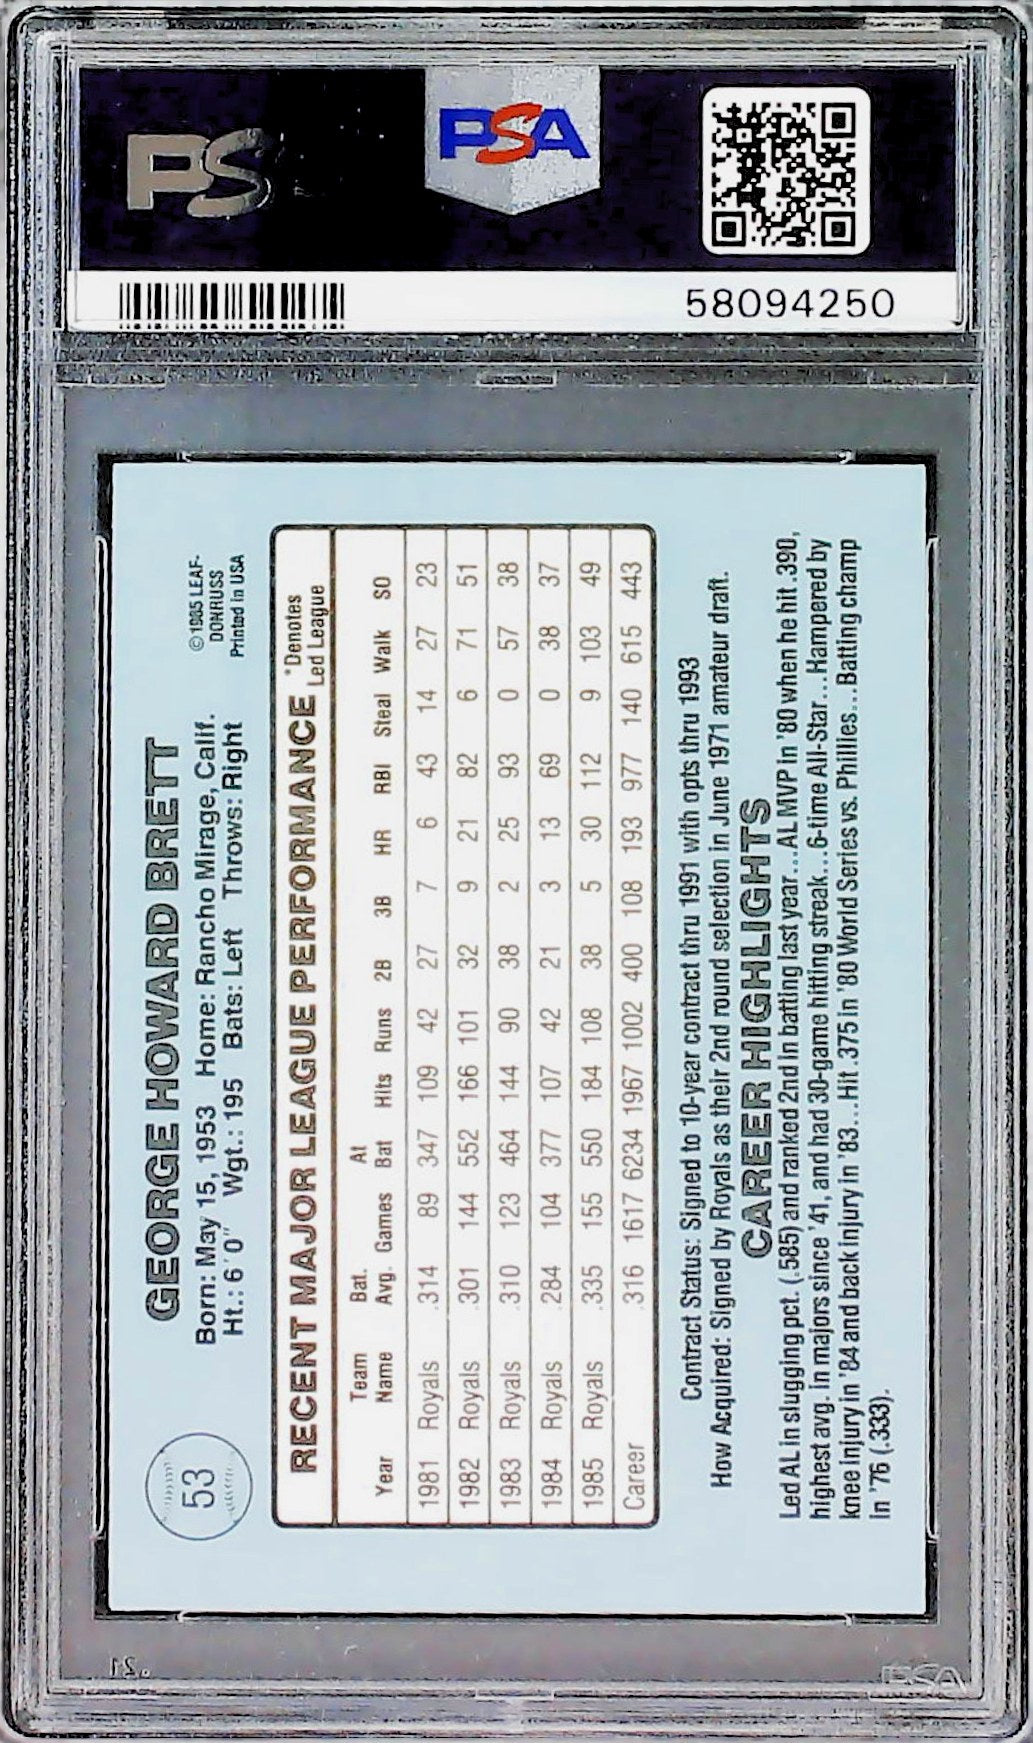 PS
PSA
58094250
53
GEORGE HOWARD BRETT
Born: May 15, 1953 Home: Rancho Mirage, Calif.
Ht.: 6'0" Wgt.: 195 Bats: Left Throws: Right
©1985 LEAF-
DONRUSS
Printed in USA
RECENT MAJOR LEAGUE PERFORMANCE
*Denotes
Led League
Year Team Name Bat. Avg. Games At Bat Hits Runs 2B 3B HR RBI Steal Walk SO
1981 Royals .314 89 347 109 42 27 7 6 43 14 27 23
1982 Royals .301 144 552 166 101 32 9 21 82 6 71 51
1983 Royals .310 123 464 144 90 38 2 25 93 0 57 38
1984 Royals .284 104 377 107 42 21 3 13 69 0 38 37
1985 Royals .335 155 550 184 108 38 5 30 112 9 103 49
Career .316 1617 6234 1967 1002 400 108 193 977 140 615 443
Contract Status: Signed to 10-year contract thru 1991 with opts thru 1993
How Acquired: Signed by Royals as their 2nd round selection in June 1971 amateur draft.
CAREER HIGHLIGHTS
Led AL in slugging pct. (.585) and ranked 2nd in batting last year...AL MVP in '80 when he hit .390,
highest avg. in majors since '41, and had 30-game hitting streak...6-time All-Star...Hampered by
knee injury in '84 and back injury in '83...Hit .375 in '80 World Series vs. Phillies...Batting champ
in '76 (.333).
PSA